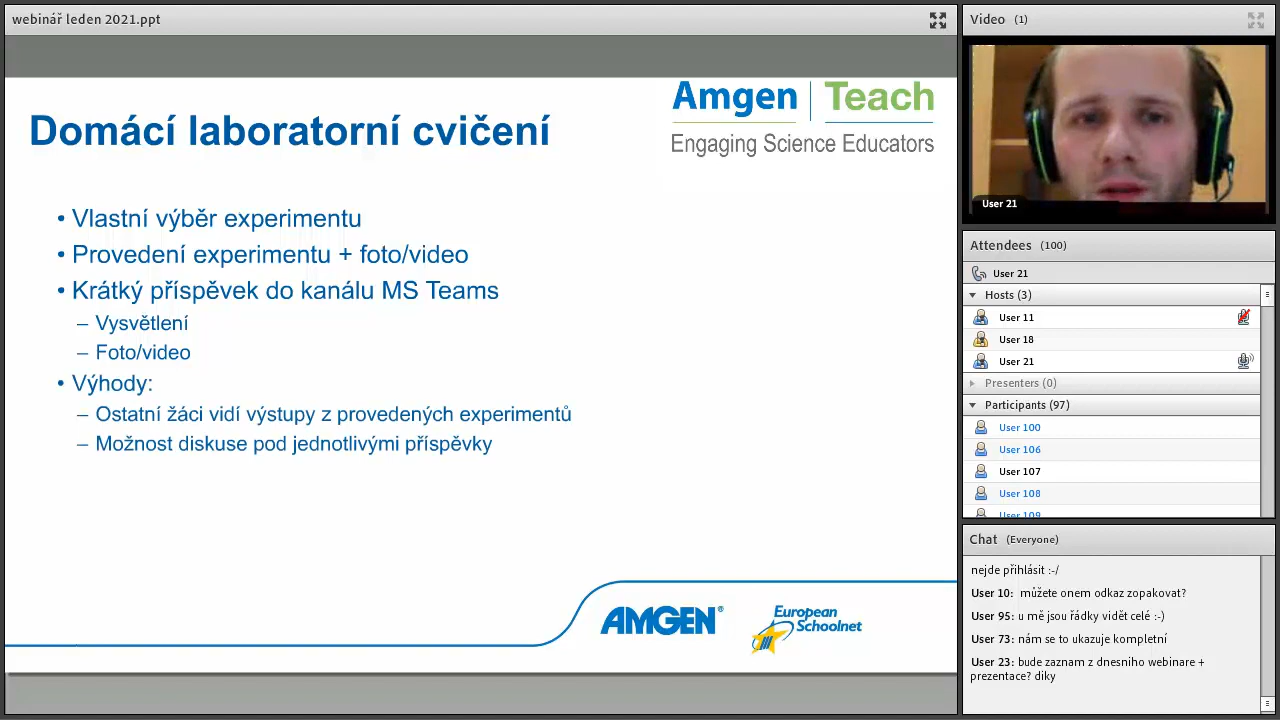 webinář leden 2021.ppt
Amgen Teach
Engaging Science Educators
Domácí laboratorní cvičení
• Vlastní výběr experimentu
• Provedení experimentu + foto/video
• Krátký příspěvek do kanálu MS Teams
– Vysvětlení
– Foto/video
• Výhody:
– Ostatní žáci vidí výstupy z provedených experimentů
– Možnost diskuse pod jednotlivými příspěvky
AMGEN®
European
Schoolnet
Video (1)
User 21
Attendees (100)
User 21
Hosts (3)
User 11
User 18
User 21
Presenters (0)
Participants (97)
User 100
User 106
User 107
User 108
User 109
Chat (Everyone)
nejde přihlásit :-/
User 10: můžete onem odkaz zopakovat?
User 95: u mě jsou řádky vidět celé :-)
User 73: nám se to ukazuje kompletní
User 23: bude zaznam z dnesniho webinare +
prezentace? diky